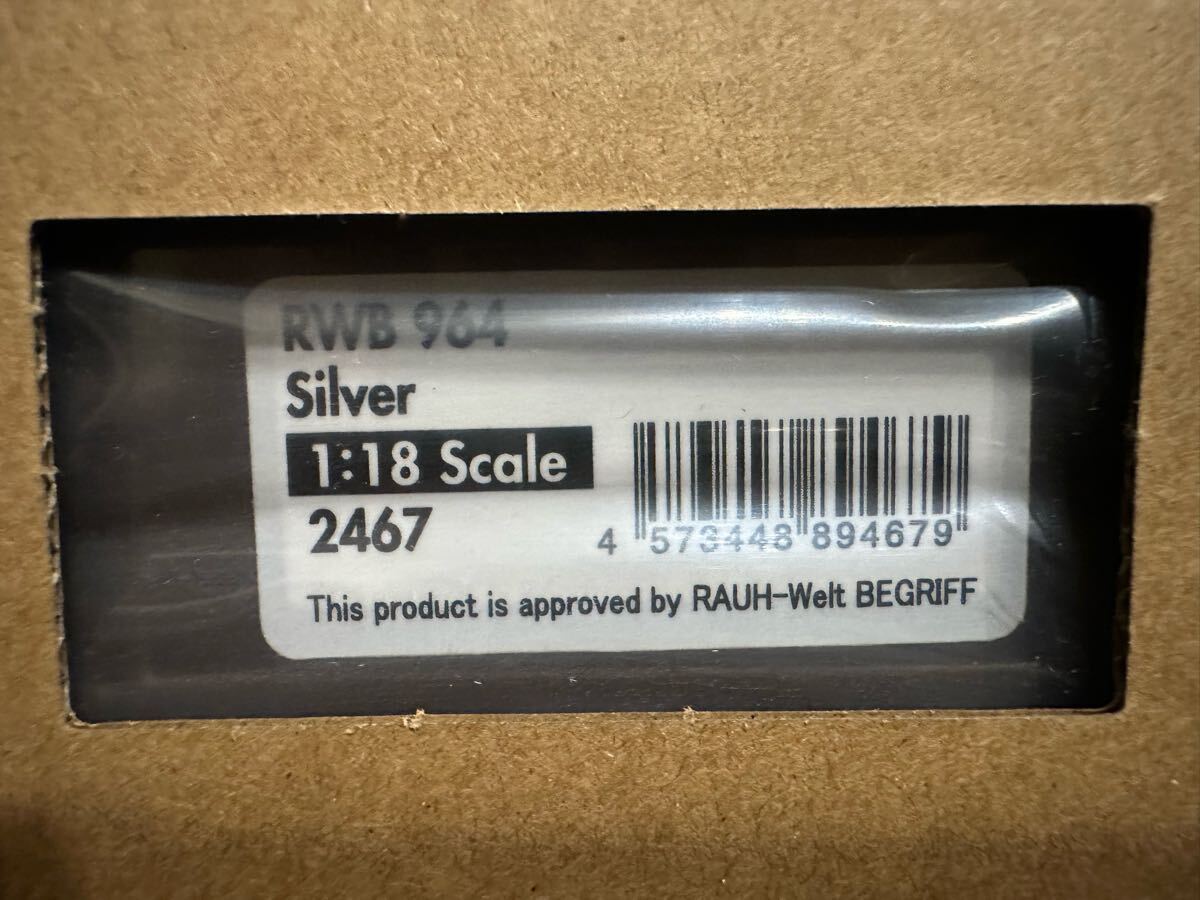 RWB 964
Silver
1:18 Scale
2467
4 573448 894679
This product is approved by RAUH-Welt BEGRIFF